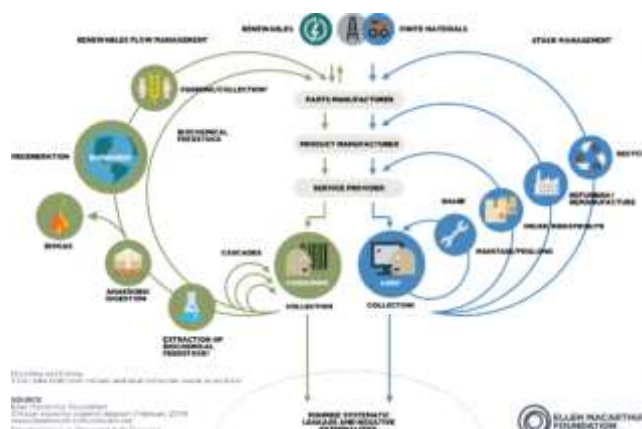 RENEWABLES
FINITE MATERIALS
RENEWABLES FLOW MANAGEMENT
STOCK MANAGEMENT
FARMING/COLLECTION
PARTS MANUFACTURER
BIOCHEMICAL
FEEDSTOCK
PRODUCT MANUFACTURER
REGENERATION
BIOSPHERE
RECYCLE
SERVICE PROVIDER
SHARE
REFURBISH/
REMANUFACTURE
REUSE/REDISTRIBUTE
MAINTAIN/PROLONG
BIOGAS
CASCADES
CONSUMER
USER
ANAEROBIC
DIGESTION
COLLECTION
COLLECTION
EXTRACTION OF
BIOCHEMICAL
FEEDSTOCK
SOURCE
Ellen MacArthur Foundation
MINIMISE SYSTEMATIC
LEAKAGE AND NEGATIVE
EXTERNALITIES
ELLEN MACARTHUR
FOUNDATION